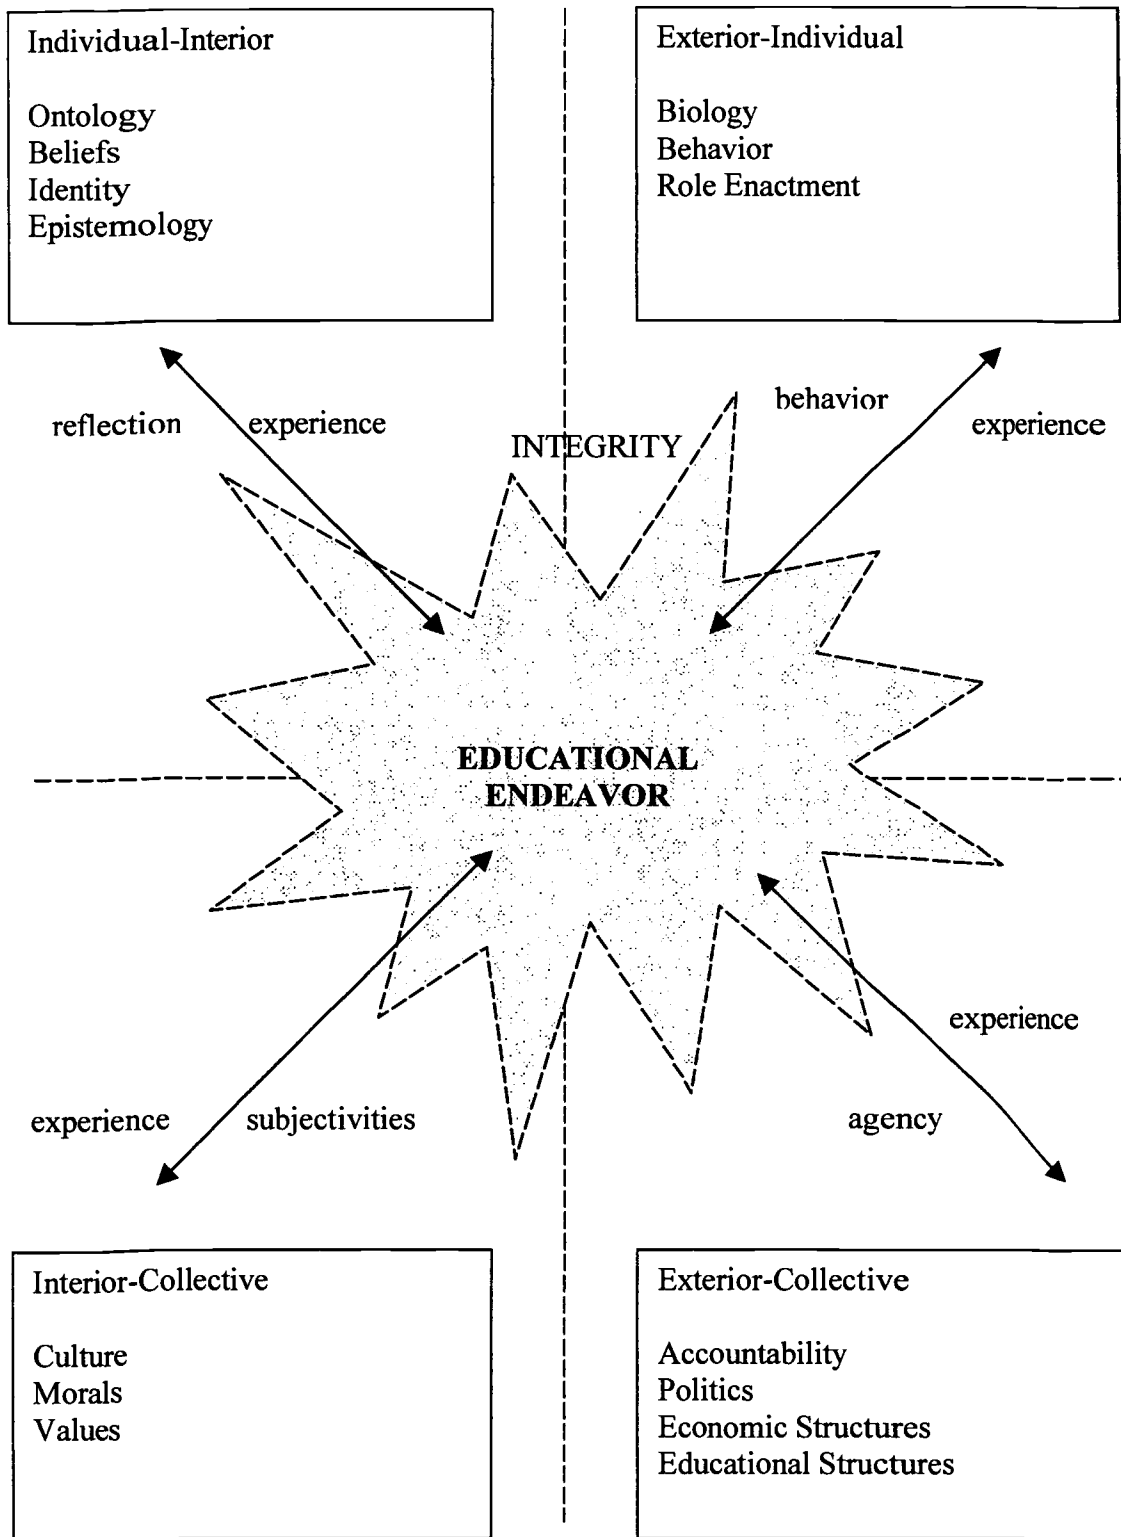 Individual-Interior
Ontology
Beliefs
Identity
Epistemology
Exterior-Individual
Biology
Behavior
Role Enactment
reflection
experience
INTEGRITY
behavior
experience
EDUCATIONAL
ENDEAVOR
experience
subjectivities
experience
agency
Interior-Collective
Culture
Morals
Values
Exterior-Collective
Accountability
Politics
Economic Structures
Educational Structures